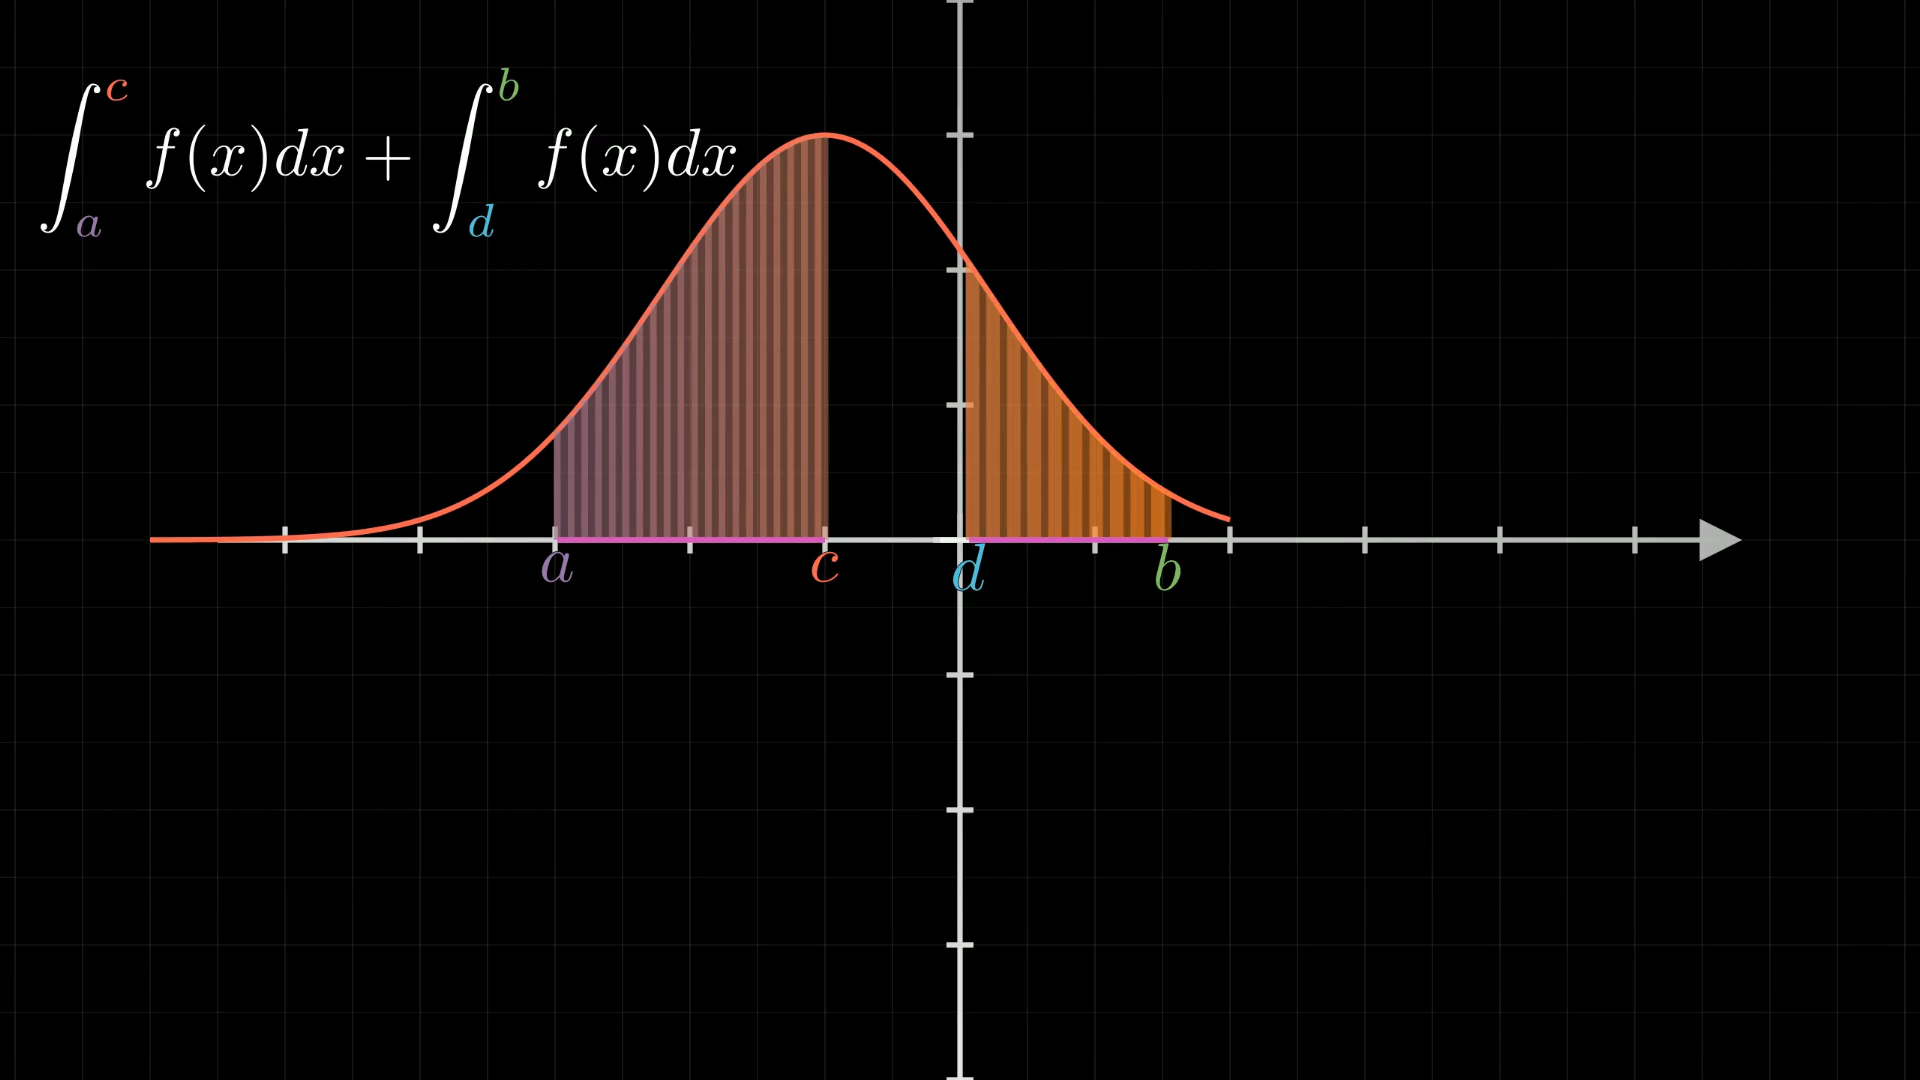 ∫_a^c f(x)dx + ∫_d^b f(x)dx
a c d b